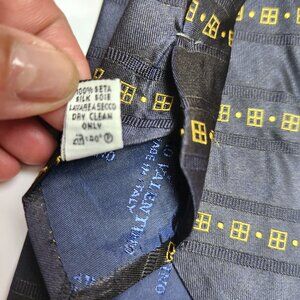 100% SETA
SILK SOIE
LAVARE A SECCO
DRY CLEAN
ONLY
VALENTINO
MADE IN ITALY